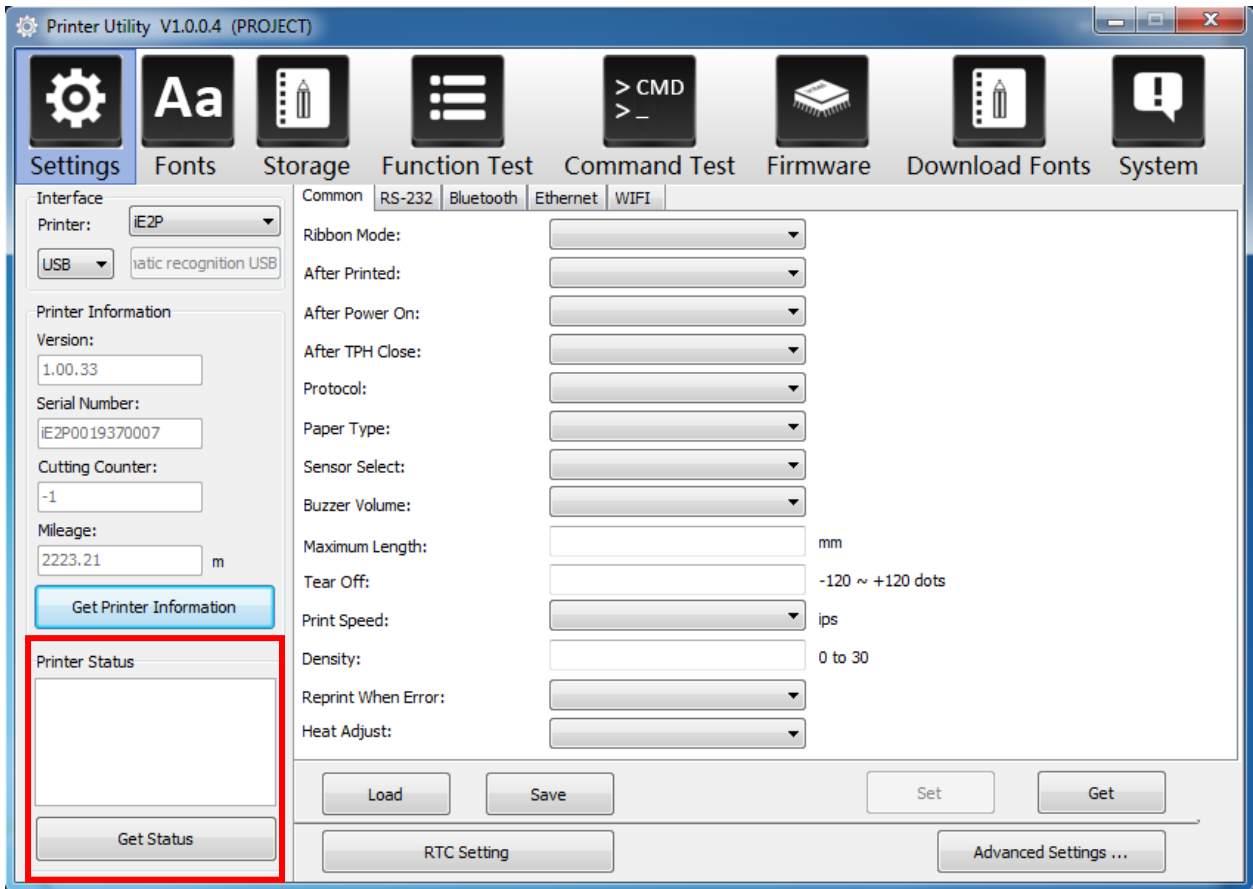 Printer Utility V1.0.0.4 (PROJECT)
> CMD
>_
Aa
Settings Fonts Storage Function Test Command Test Firmware Download Fonts System
Interface
Printer: iE2P
USB natic recognition USB
Printer Information
Version:
1.00.33
Serial Number:
iE2P0019370007
Cutting Counter:
-1
Mileage:
2223.21 m
Get Printer Information
Printer Status
Get Status
Common RS-232 Bluetooth Ethernet WIFI
Ribbon Mode:
After Printed:
After Power On:
After TPH Close:
Protocol:
Paper Type:
Sensor Select:
Buzzer Volume:
Maximum Length: mm
Tear Off: -120 ~ +120 dots
Print Speed: ips
Density: 0 to 30
Reprint When Error:
Heat Adjust:
Load Save Set Get
RTC Setting Advanced Settings ...